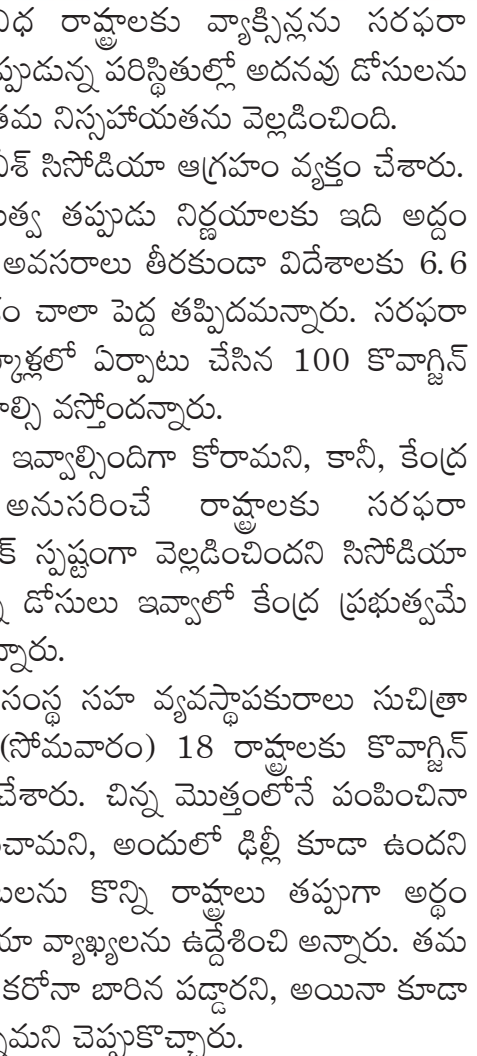 విధ రాష్ట్రాలకు వ్యాక్సిన్లను సరఫరా
ప్పుడున్న పరిస్థితుల్లో అదనవు డోసులను
తమ నిస్సహాయతను వెల్లడించింది.
శ్ సిసోడియా ఆగ్రహం వ్యక్తం చేశారు.
త్వ తప్పుడు నిర్ణయాలకు ఇది అద్దం
అవసరాలు తీరకుండా విదేశాలకు 6.6
ం చాలా పెద్ద తప్పిదమన్నారు. సరఫరా
్కూళ్లలో ఏర్పాటు చేసిన 100 కొవాగ్జిన్
ాల్సి వస్తోందన్నారు.
ఇవ్వాల్సిందిగా కోరామని, కానీ, కేంద్ర
అనుసరించే రాష్ట్రాలకు సరఫరా
క్ స్పష్టంగా వెల్లడించిందని సిసోడియా
్ని డోసులు ఇవ్వాలో కేంద్ర ప్రభుత్వమే
న్నారు.
సంస్థ సహ వ్యవస్థాపకురాలు సుచిత్రా
(సోమవారం) 18 రాష్ట్రాలకు కొవాగ్జిన్
చేశారు. చిన్న మొత్తంలోనే పంపించినా
చామని, అందులో ఢిల్లీ కూడా ఉందని
బలను కొన్ని రాష్ట్రాలు తప్పుగా అర్థం
యా వ్యాఖ్యలను ఉద్దేశించి అన్నారు. తమ
కరోనా బారిన పడ్డారని, అయినా కూడా
న్నమని చెప్పుకొచ్చారు.